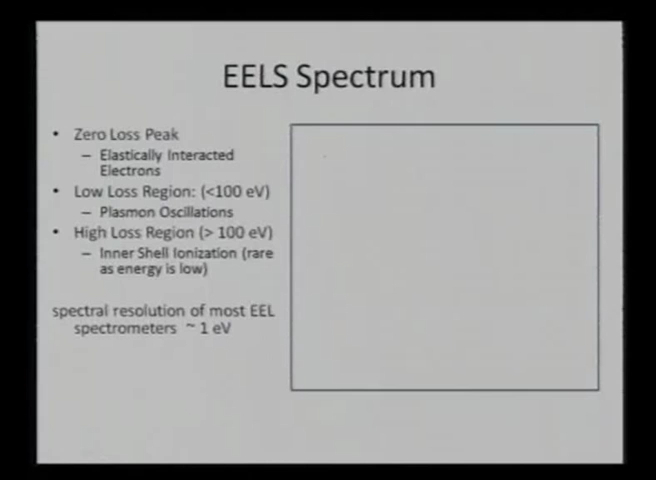 EELS Spectrum
• Zero Loss Peak
– Elastically Interacted
Electrons
• Low Loss Region: (<100 eV)
– Plasmon Oscillations
• High Loss Region (> 100 eV)
– Inner Shell Ionization (rare
as energy is low)
spectral resolution of most EEL
spectrometers ~ 1 eV